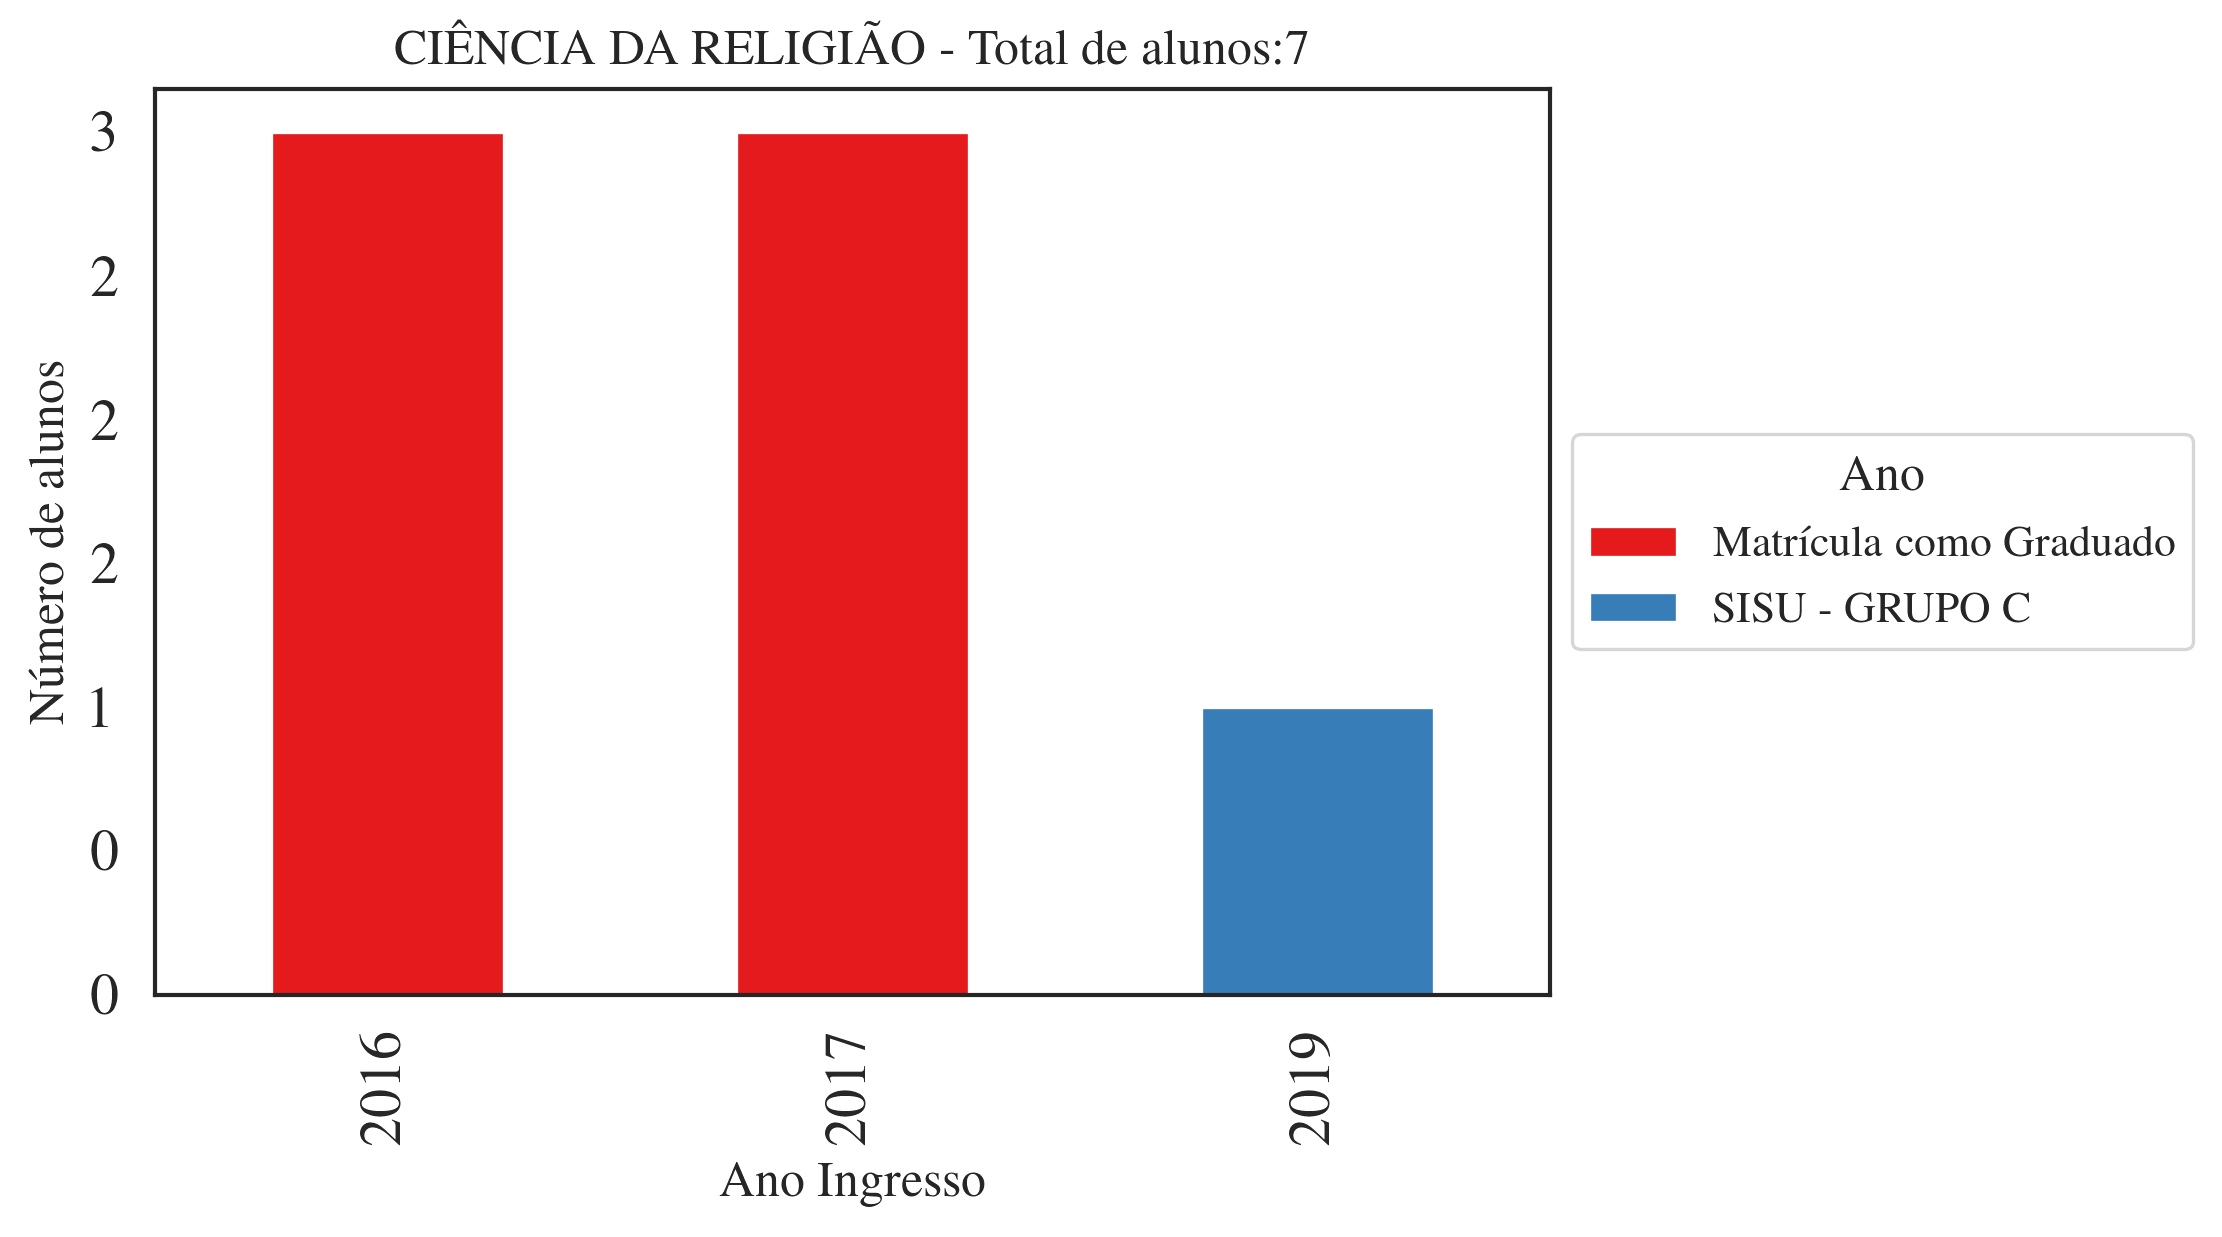 CIÊNCIA DA RELIGIÃO - Total de alunos:7
Número de alunos
3
2
2
2
1
0
0
2016
2017
2019
Ano Ingresso
Ano
Matrícula como Graduado
SISU - GRUPO C